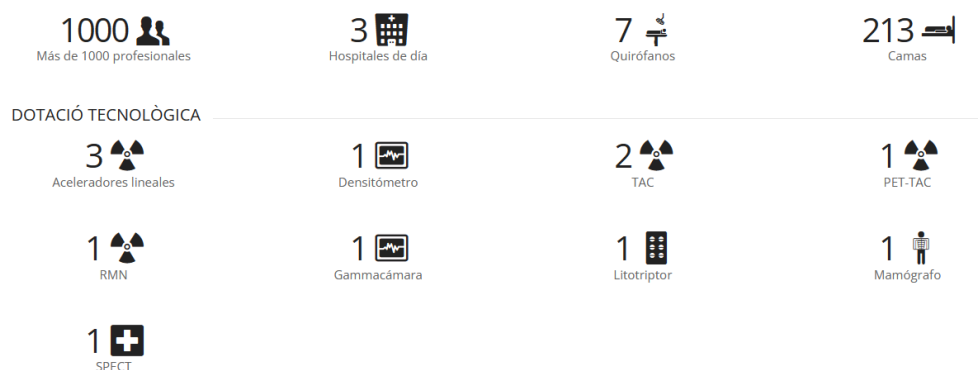 1000
3
7
213
Más de 1000 profesionales
Hospitales de día
Quirófanos
Camas
DOTACIÓ TECNOLÒGICA
3
1
2
1
Aceleradores lineales
Densitómetro
TAC
PET-TAC
1
1
1
1
RMN
Gammacámara
Litotriptor
Mamógrafo
1
SPECT